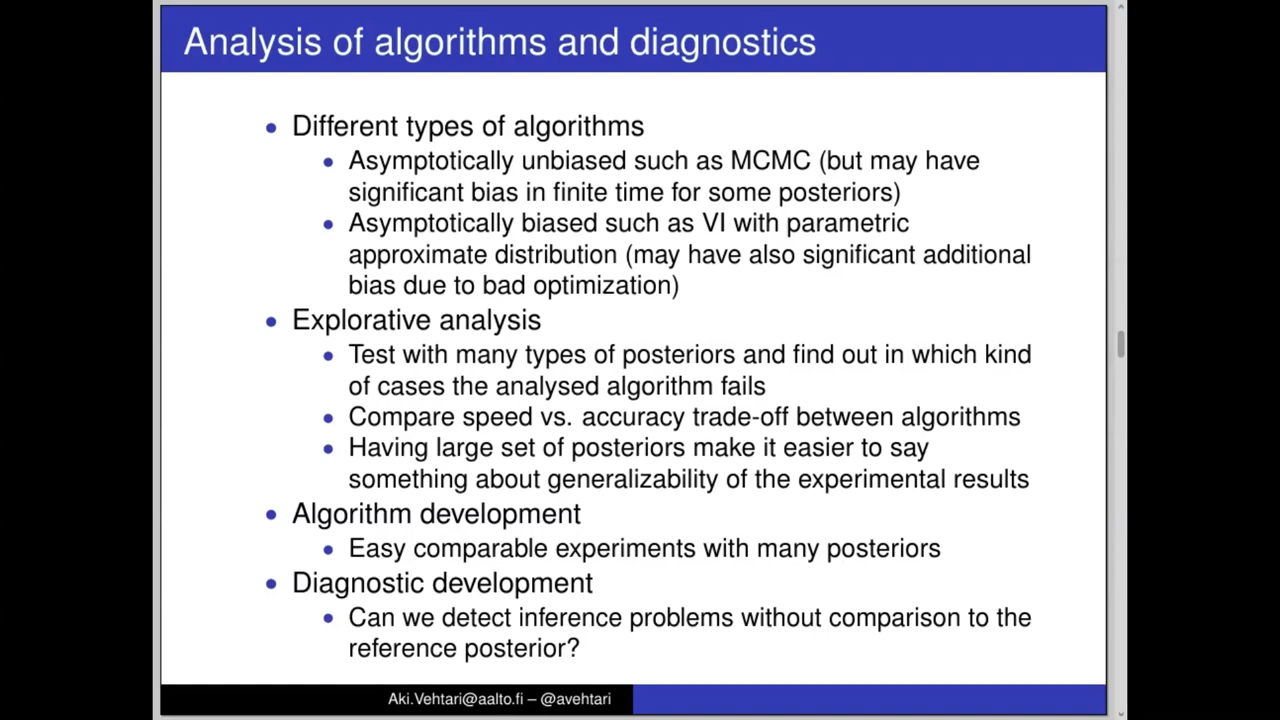 Analysis of algorithms and diagnostics
• Different types of algorithms
• Asymptotically unbiased such as MCMC (but may have
significant bias in finite time for some posteriors)
• Asymptotically biased such as VI with parametric
approximate distribution (may have also significant additional
bias due to bad optimization)
• Explorative analysis
• Test with many types of posteriors and find out in which kind
of cases the analysed algorithm fails
• Compare speed vs. accuracy trade-off between algorithms
• Having large set of posteriors make it easier to say
something about generalizability of the experimental results
• Algorithm development
• Easy comparable experiments with many posteriors
• Diagnostic development
• Can we detect inference problems without comparison to the
reference posterior?
Aki.Vehtari@aalto.fi – @avehtari